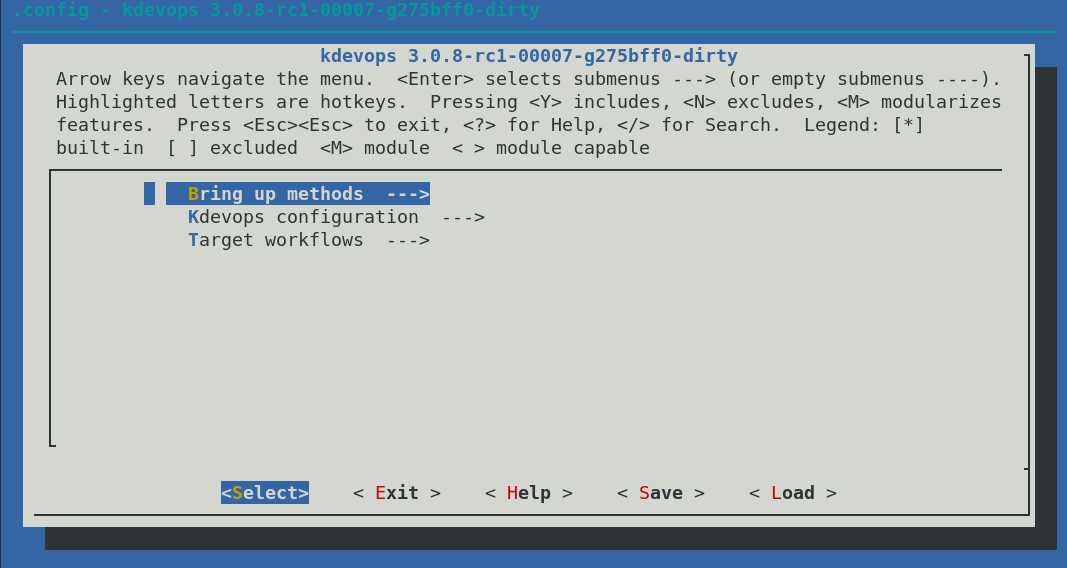 .config - kdevops 3.0.8-rc1-00007-g275bff0-dirty
kdevops 3.0.8-rc1-00007-g275bff0-dirty
Arrow keys navigate the menu.  <Enter> selects submenus ---> (or empty submenus ----).
Highlighted letters are hotkeys.  Pressing <Y> includes, <N> excludes, <M> modularizes
features.  Press <Esc><Esc> to exit, <?> for Help, </> for Search.  Legend: [*]
built-in  [ ] excluded  <M> module  < > module capable
Bring up methods  --->
Kdevops configuration  --->
Target workflows  --->
<Select>    < Exit >    < Help >    < Save >    < Load >